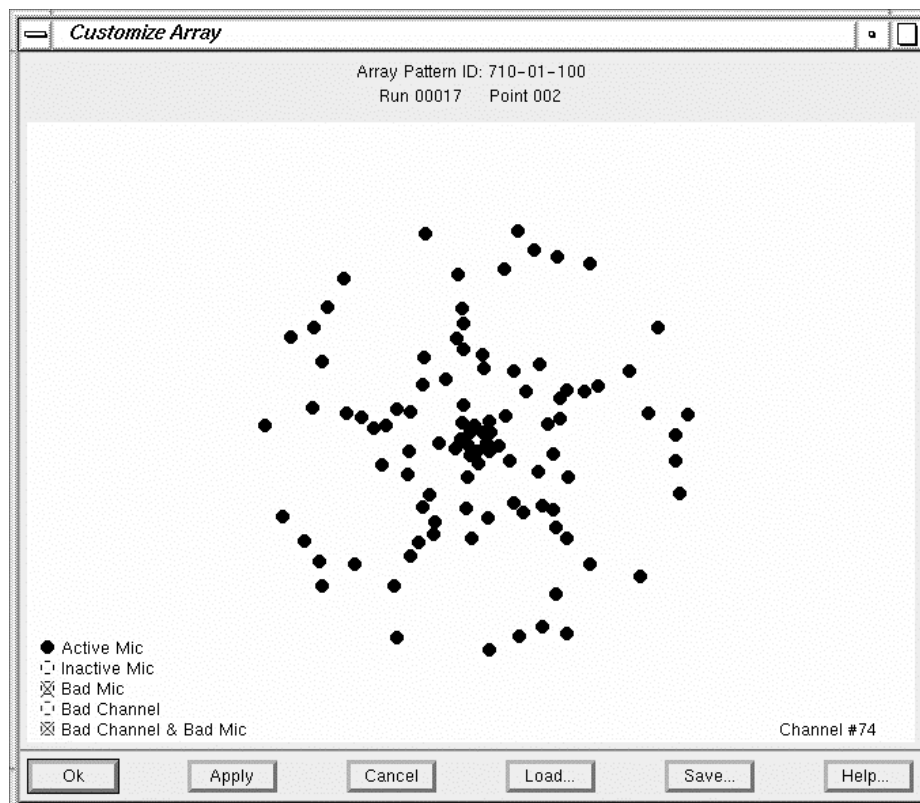 Customize Array
Array Pattern ID: 710-01-100
Run 00017 Point 002
Active Mic
Inactive Mic
Bad Mic
Bad Channel
Bad Channel & Bad Mic
Channel #74
Ok Apply Cancel Load... Save... Help...